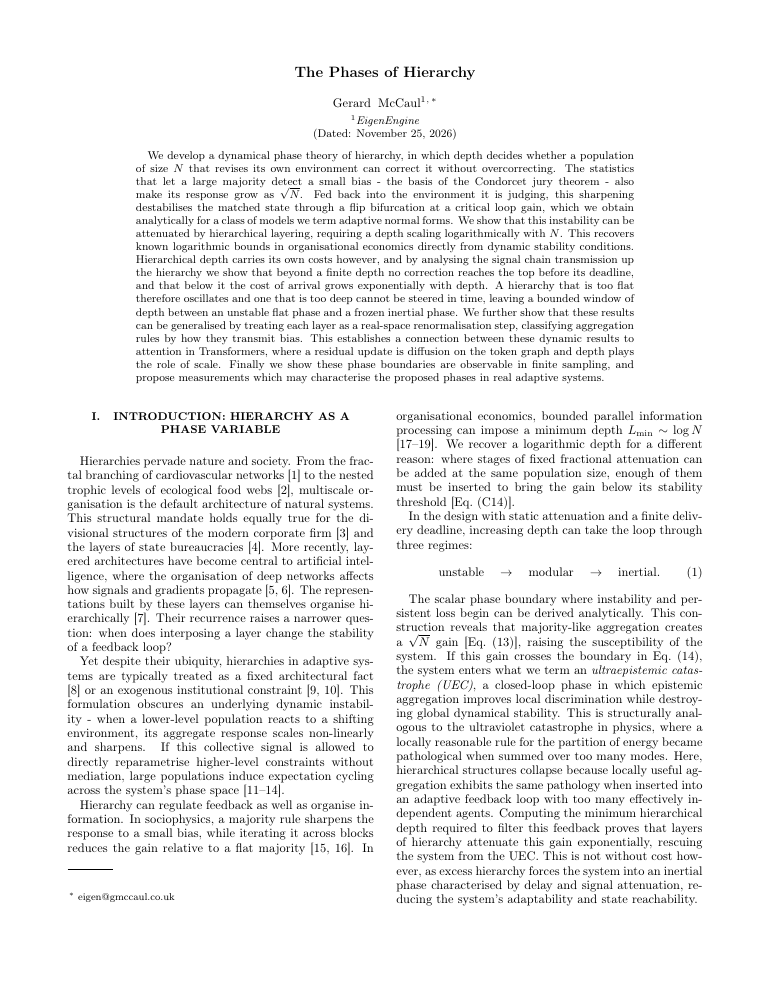 The Phases of Hierarchy
Gerard McCaul1, ∗
1EigenEngine
(Dated: November 25, 2026)
We develop a dynamical phase theory of hierarchy, in which depth decides whether a population
of size N that revises its own environment can correct it without overcorrecting. The statistics
that let a large majority detect a small bias - the basis of the Condorcet jury theorem - also
make its response grow as √N. Fed back into the environment it is judging, this sharpening
destabilises the matched state through a flip bifurcation at a critical loop gain, which we obtain
analytically for a class of models we term adaptive normal forms. We show that this instability can be
attenuated by hierarchical layering, requiring a depth scaling logarithmically with N. This recovers
known logarithmic bounds in organisational economics directly from dynamic stability conditions.
Hierarchical depth carries its own costs however, and by analysing the signal chain transmission up
the hierarchy we show that beyond a finite depth no correction reaches the top before its deadline,
and that below it the cost of arrival grows exponentially with depth. A hierarchy that is too flat
therefore oscillates and one that is too deep cannot be steered in time, leaving a bounded window of
depth between an unstable flat phase and a frozen inertial phase. We further show that these results
can be generalised by treating each layer as a real-space renormalisation step, classifying aggregation
rules by how they transmit bias. This establishes a connection between these dynamic results to
attention in Transformers, where a residual update is diffusion on the token graph and depth plays
the role of scale. Finally we show these phase boundaries are observable in finite sampling, and
propose measurements which may characterise the proposed phases in real adaptive systems.
I. INTRODUCTION: HIERARCHY AS A
PHASE VARIABLE
Hierarchies pervade nature and society. From the frac-
tal branching of cardiovascular networks [1] to the nested
trophic levels of ecological food webs [2], multiscale or-
ganisation is the default architecture of natural systems.
This structural mandate holds equally true for the di-
visional structures of the modern corporate firm [3] and
the layers of state bureaucracies [4]. More recently, lay-
ered architectures have become central to artificial intel-
ligence, where the organisation of deep networks affects
how signals and gradients propagate [5, 6]. The represen-
tations built by these layers can themselves organise hi-
erarchically [7]. Their recurrence raises a narrower ques-
tion: when does interposing a layer change the stability
of a feedback loop?
Yet despite their ubiquity, hierarchies in adaptive sys-
tems are typically treated as a fixed architectural fact
[8] or an exogenous institutional constraint [9, 10]. This
formulation obscures an underlying dynamic instabil-
ity - when a lower-level population reacts to a shifting
environment, its aggregate response scales non-linearly
and sharpens. If this collective signal is allowed to
directly reparametrise higher-level constraints without
mediation, large populations induce expectation cycling
across the system's phase space [11–14].
Hierarchy can regulate feedback as well as organise in-
formation. In sociophysics, a majority rule sharpens the
response to a small bias, while iterating it across blocks
reduces the gain relative to a flat majority [15, 16]. In
∗ eigen@gmccaul.co.uk
organisational economics, bounded parallel information
processing can impose a minimum depth Lmin ∼ log N
[17–19]. We recover a logarithmic depth for a different
reason: where stages of fixed fractional attenuation can
be added at the same population size, enough of them
must be inserted to bring the gain below its stability
threshold [Eq. (C14)].
In the design with static attenuation and a finite deliv-
ery deadline, increasing depth can take the loop through
three regimes:
unstable → modular → inertial. (1)
The scalar phase boundary where instability and per-
sistent loss begin can be derived analytically. This con-
struction reveals that majority-like aggregation creates
a √N gain [Eq. (13)], raising the susceptibility of the
system. If this gain crosses the boundary in Eq. (14),
the system enters what we term an ultraepistemic catas-
trophe (UEC), a closed-loop phase in which epistemic
aggregation improves local discrimination while destroy-
ing global dynamical stability. This is structurally anal-
ogous to the ultraviolet catastrophe in physics, where a
locally reasonable rule for the partition of energy became
pathological when summed over too many modes. Here,
hierarchical structures collapse because locally useful ag-
gregation exhibits the same pathology when inserted into
an adaptive feedback loop with too many effectively in-
dependent agents. Computing the minimum hierarchical
depth required to filter this feedback proves that layers
of hierarchy attenuate this gain exponentially, rescuing
the system from the UEC. This is not without cost how-
ever, as excess hierarchy forces the system into an inertial
phase characterised by delay and signal attenuation, re-
ducing the system's adaptability and state reachability.